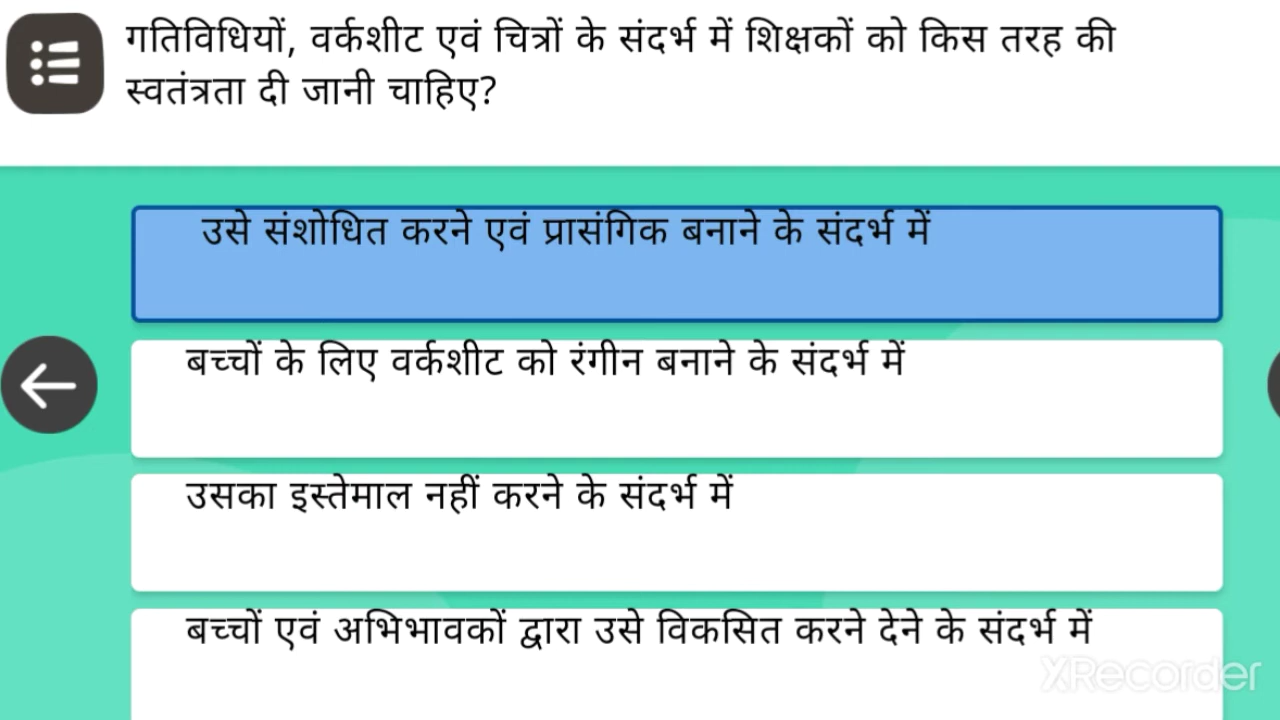 गतिविधियों, वर्कशीट एवं चित्रों के संदर्भ में शिक्षकों को किस तरह की
स्वतंत्रता दी जानी चाहिए?
उसे संशोधित करने एवं प्रासंगिक बनाने के संदर्भ में
बच्चों के लिए वर्कशीट को रंगीन बनाने के संदर्भ में
उसका इस्तेमाल नहीं करने के संदर्भ में
बच्चों एवं अभिभावकों द्वारा उसे विकसित करने देने के संदर्भ में
XRecorder